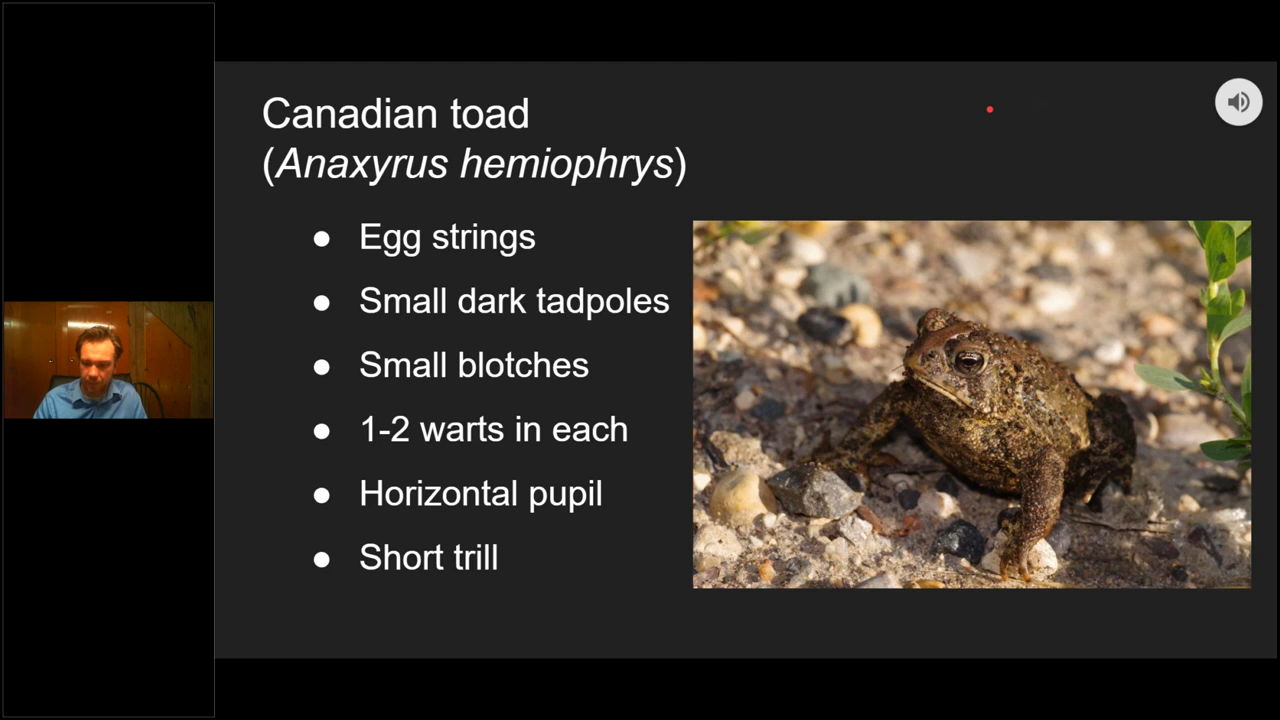 Canadian toad
(Anaxyrus hemiophrys)
● Egg strings
● Small dark tadpoles
● Small blotches
● 1-2 warts in each
● Horizontal pupil
● Short trill